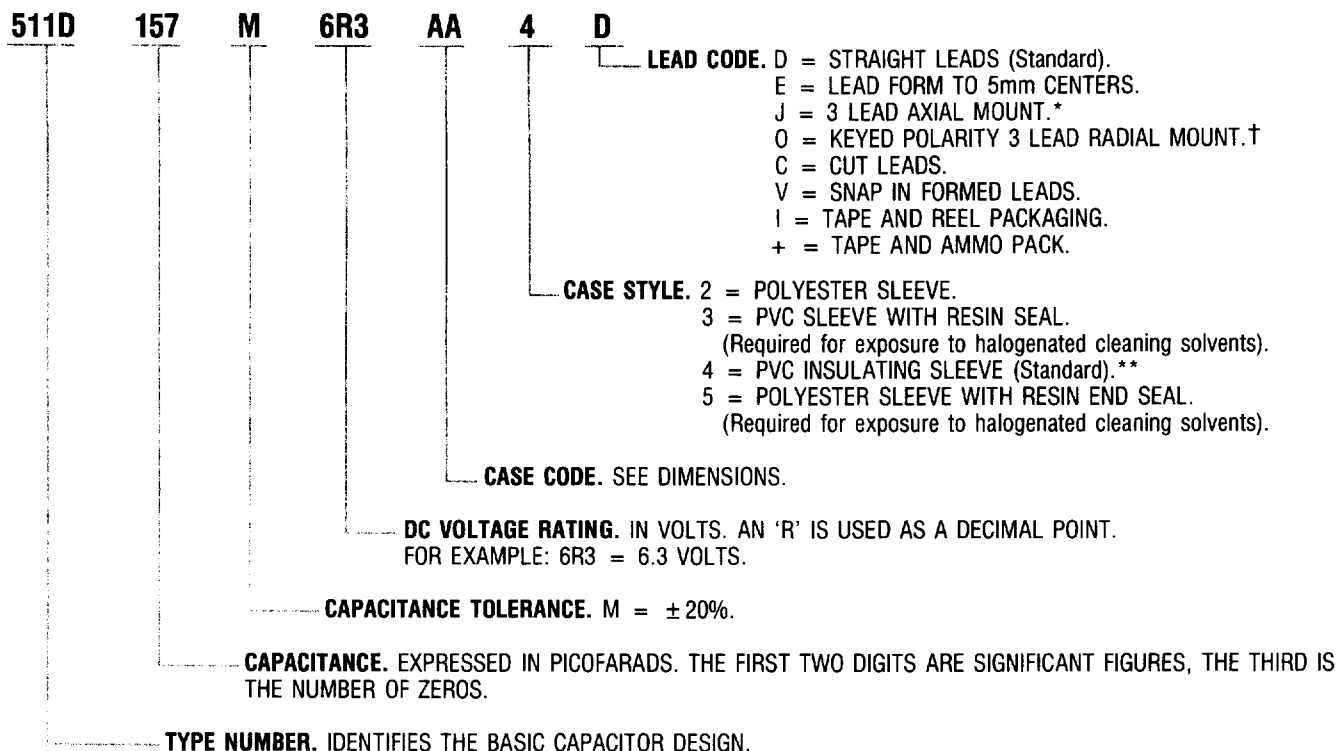 511D 157 M 6R3 AA 4 D
LEAD CODE. D = STRAIGHT LEADS (Standard).
E = LEAD FORM TO 5mm CENTERS.
J = 3 LEAD AXIAL MOUNT.*
O = KEYED POLARITY 3 LEAD RADIAL MOUNT.†
C = CUT LEADS.
V = SNAP IN FORMED LEADS.
I = TAPE AND REEL PACKAGING.
+ = TAPE AND AMMO PACK.
CASE STYLE. 2 = POLYESTER SLEEVE.
3 = PVC SLEEVE WITH RESIN SEAL.
(Required for exposure to halogenated cleaning solvents).
4 = PVC INSULATING SLEEVE (Standard).**
5 = POLYESTER SLEEVE WITH RESIN END SEAL.
(Required for exposure to halogenated cleaning solvents).
CASE CODE. SEE DIMENSIONS.
DC VOLTAGE RATING. IN VOLTS. AN ‘R’ IS USED AS A DECIMAL POINT.
FOR EXAMPLE: 6R3 = 6.3 VOLTS.
CAPACITANCE TOLERANCE. M = ±20%.
CAPACITANCE. EXPRESSED IN PICOFARADS. THE FIRST TWO DIGITS ARE SIGNIFICANT FIGURES, THE THIRD IS
THE NUMBER OF ZEROS.
TYPE NUMBER. IDENTIFIES THE BASIC CAPACITOR DESIGN.